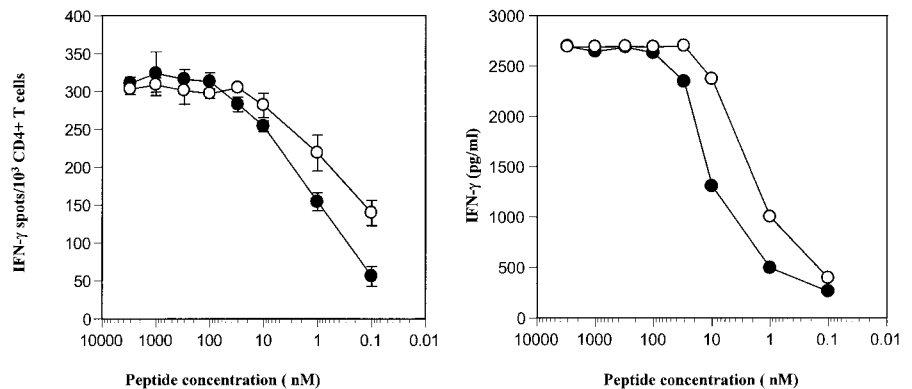 400
350
300
250
200
150
100
50
0
10000 1000 100 10 1 0.1 0.01
IFN-γ spots/10³ CD4+ T cells
Peptide concentration ( nM)
3000
2500
2000
1500
1000
500
0
10000 1000 100 10 1 0.1 0.01
IFN-γ (pg/ml)
Peptide concentration ( nM)